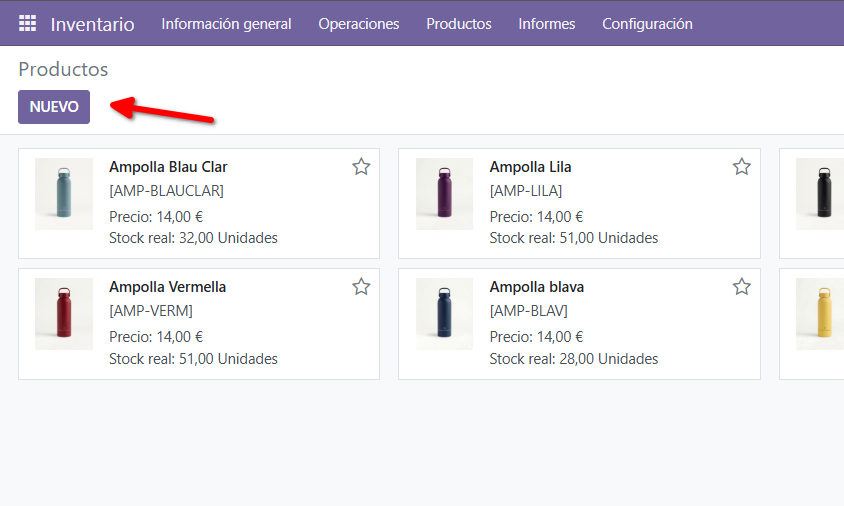 Inventario Información general Operaciones Productos Informes Configuración
Productos
NUEVO
Ampolla Blau Clar
[AMP-BLAUCLAR]
Precio: 14,00 €
Stock real: 32,00 Unidades
Ampolla Lila
[AMP-LILA]
Precio: 14,00 €
Stock real: 51,00 Unidades
Ampolla Vermella
[AMP-VERM]
Precio: 14,00 €
Stock real: 51,00 Unidades
Ampolla blava
[AMP-BLAV]
Precio: 14,00 €
Stock real: 28,00 Unidades